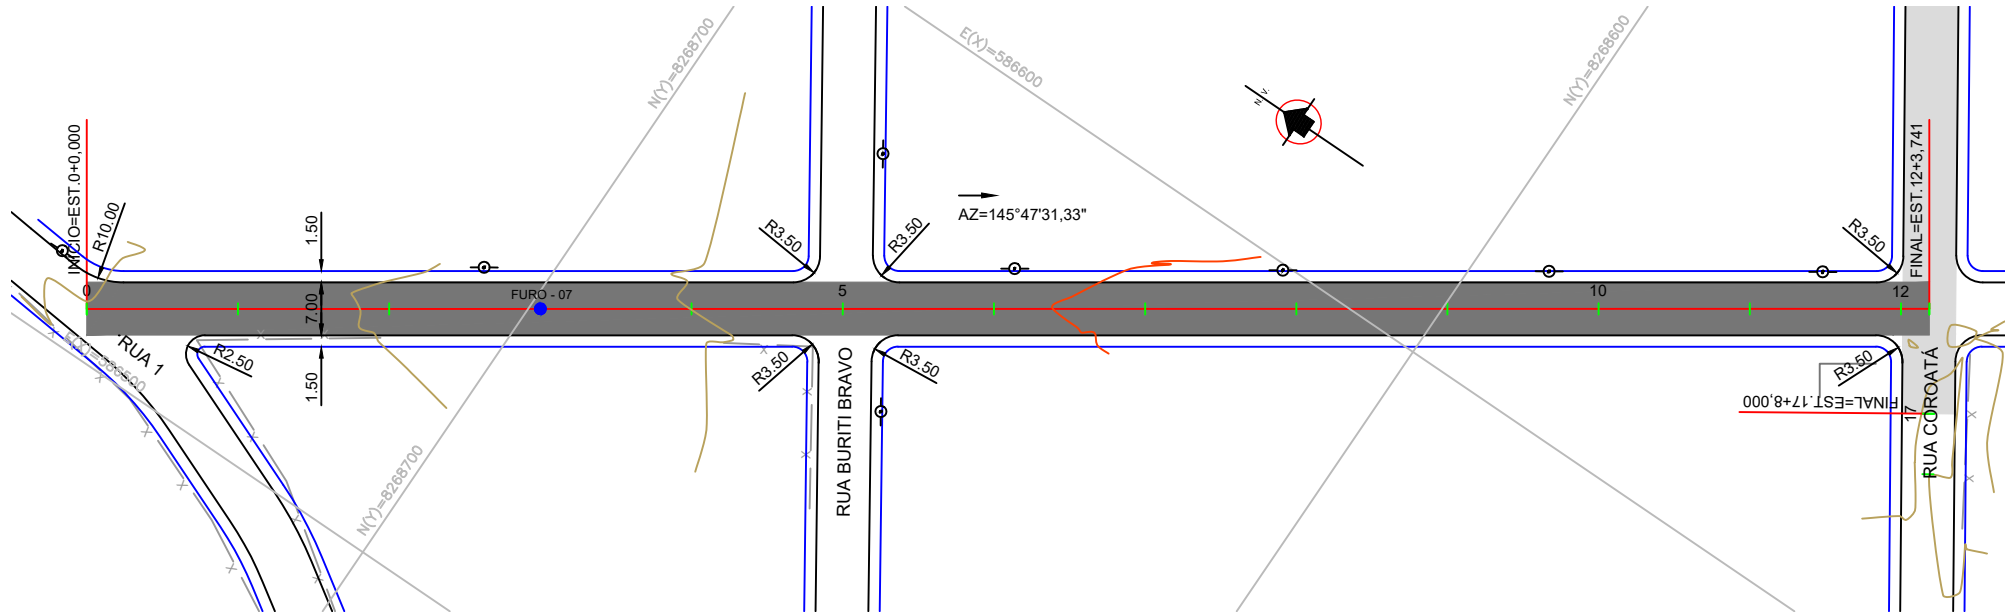 N(Y)=8268700
E(X)=586600
N(Y)=8268600
N. V.
INÍCIO=EST.0+0,000
R10.00
1.50
R3.50
R3.50
AZ=145°47'31,33"
R3.50
FINAL=EST.12+3,741
0
7.00
FURO - 07
5
10
12
RUA 1
R2.50
1.50
E(X)=586500
R3.50
R3.50
RUA BURITI BRAVO
R3.50
FINAL=EST.17+8,000
17
RUA COROATÁ
N(Y)=8268700